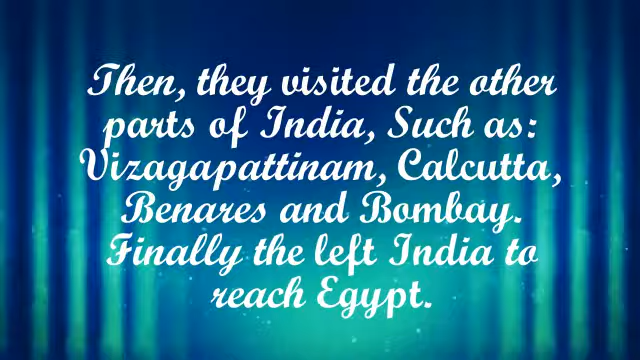 Then, they visited the other
parts of India, Such as:
Vizagapattinam, Calcutta,
Benares and Bombay.
Finally the left India to
reach Egypt.